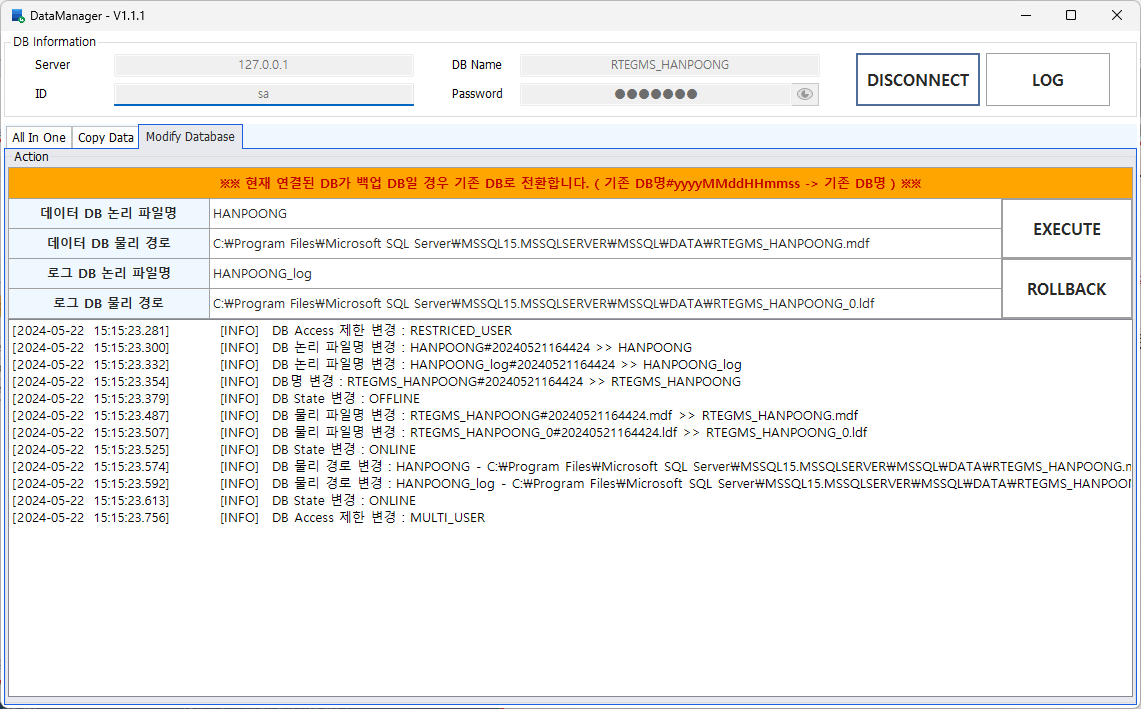 DataManager - V1.1.1
DB Information
Server 127.0.0.1 DB Name RTEGMS_HANPOONG
ID sa Password ●●●●●●●
DISCONNECT LOG
All In One Copy Data Modify Database
Action
※※ 현재 연결된 DB가 백업 DB일 경우 기존 DB로 전환합니다. ( 기존 DB명#yyyyMMddHHmmss -> 기존 DB명 ) ※※
데이터 DB 논리 파일명 HANPOONG
데이터 DB 물리 경로 C:₩Program Files₩Microsoft SQL Server₩MSSQL15.MSSQLSERVER₩MSSQL₩DATA₩RTEGMS_HANPOONG.mdf
EXECUTE
로그 DB 논리 파일명 HANPOONG_log
로그 DB 물리 경로 C:₩Program Files₩Microsoft SQL Server₩MSSQL15.MSSQLSERVER₩MSSQL₩DATA₩RTEGMS_HANPOONG_0.ldf
ROLLBACK
[2024-05-22 15:15:23.281] [INFO] DB Access 제한 변경 : RESTRICED_USER
[2024-05-22 15:15:23.300] [INFO] DB 논리 파일명 변경 : HANPOONG#20240521164424 >> HANPOONG
[2024-05-22 15:15:23.332] [INFO] DB 논리 파일명 변경 : HANPOONG_log#20240521164424 >> HANPOONG_log
[2024-05-22 15:15:23.354] [INFO] DB명 변경 : RTEGMS_HANPOONG#20240521164424 >> RTEGMS_HANPOONG
[2024-05-22 15:15:23.379] [INFO] DB State 변경 : OFFLINE
[2024-05-22 15:15:23.487] [INFO] DB 물리 파일명 변경 : RTEGMS_HANPOONG#20240521164424.mdf >> RTEGMS_HANPOONG.mdf
[2024-05-22 15:15:23.507] [INFO] DB 물리 파일명 변경 : RTEGMS_HANPOONG_0#20240521164424.ldf >> RTEGMS_HANPOONG_0.ldf
[2024-05-22 15:15:23.525] [INFO] DB State 변경 : ONLINE
[2024-05-22 15:15:23.574] [INFO] DB 물리 경로 변경 : HANPOONG - C:₩Program Files₩Microsoft SQL Server₩MSSQL15.MSSQLSERVER₩MSSQL₩DATA₩RTEGMS_HANPOONG.m
[2024-05-22 15:15:23.592] [INFO] DB 물리 경로 변경 : HANPOONG_log - C:₩Program Files₩Microsoft SQL Server₩MSSQL15.MSSQLSERVER₩MSSQL₩DATA₩RTEGMS_HANPOON
[2024-05-22 15:15:23.613] [INFO] DB State 변경 : ONLINE
[2024-05-22 15:15:23.756] [INFO] DB Access 제한 변경 : MULTI_USER